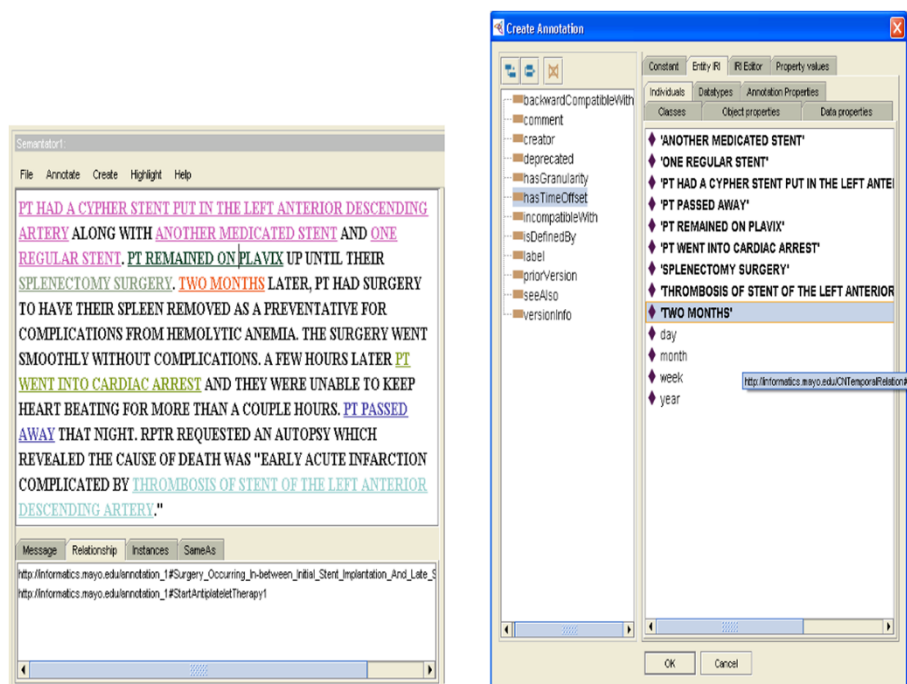 Semantator1:
File Annotate Create Highlight Help
PT HAD A CYPHER STENT PUT IN THE LEFT ANTERIOR DESCENDING
ARTERY ALONG WITH ANOTHER MEDICATED STENT AND ONE
REGULAR STENT. PT REMAINED ON PLAVIX UP UNTIL THEIR
SPLENECTOMY SURGERY. TWO MONTHS LATER, PT HAD SURGERY
TO HAVE THEIR SPLEEN REMOVED AS A PREVENTATIVE FOR
COMPLICATIONS FROM HEMOLYTIC ANEMIA. THE SURGERY WENT
SMOOTHLY WITHOUT COMPLICATIONS. A FEW HOURS LATER PT
WENT INTO CARDIAC ARREST AND THEY WERE UNABLE TO KEEP
HEART BEATING FOR MORE THAN A COUPLE HOURS. PT PASSED
AWAY THAT NIGHT. RPTR REQUESTED AN AUTOPSY WHICH
REVEALED THE CAUSE OF DEATH WAS "EARLY ACUTE INFARCTION
COMPLICATED BY THROMBOSIS OF STENT OF THE LEFT ANTERIOR
DESCENDING ARTERY."
Message Relationship Instances SameAs
http://informatics.mayo.edu/annotation_1#Surgery_Occurring_In-between_Initial_Stent_Implantation_And_Late_S
http://informatics.mayo.edu/annotation_1#StartAntiplateletTherapy1
Create Annotation
backwardCompatibleWith
comment
creator
deprecated
hasGranularity
hasTimeOffset
incompatibleWith
isDefinedBy
label
priorVersion
seeAlso
versionInfo
Constant Entity IRI IRI Editor Property values
Individuals Datatypes Annotation Properties
Classes Object properties Data properties
'ANOTHER MEDICATED STENT'
'ONE REGULAR STENT'
'PT HAD A CYPHER STENT PUT IN THE LEFT ANTE
'PT PASSED AWAY'
'PT REMAINED ON PLAVIX'
'PT WENT INTO CARDIAC ARREST'
'SPLENECTOMY SURGERY'
'THROMBOSIS OF STENT OF THE LEFT ANTERIOR
'TWO MONTHS'
day
month
week
year
http://informatics.mayo.edu/CNTemporalRelation#
OK Cancel